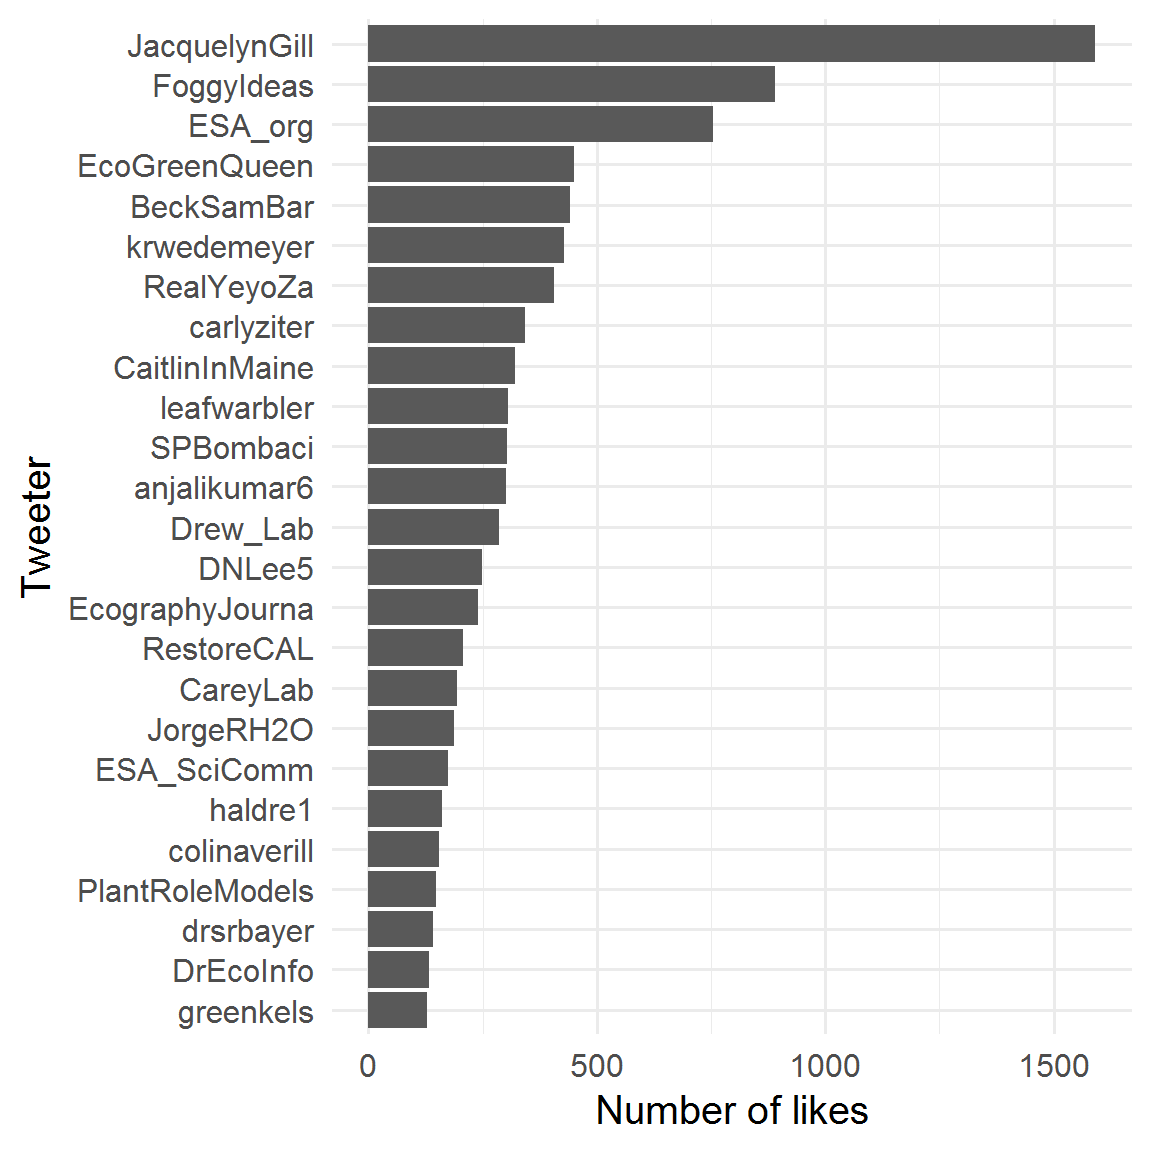 JacquelynGill
FoggyIdeas
ESA_org
EcoGreenQueen
BeckSamBar
krwedemeyer
RealYeyoZa
carlyziter
CaitlinInMaine
leafwarbler
SPBombaci
anjalikumar6
Drew_Lab
DNLee5
EcographyJourna
RestoreCAL
CareyLab
JorgeRH2O
ESA_SciComm
haldre1
colinaverill
PlantRoleModels
drsrbayer
DrEcoInfo
greenkels
Tweeter
0 500 1000 1500
Number of likes